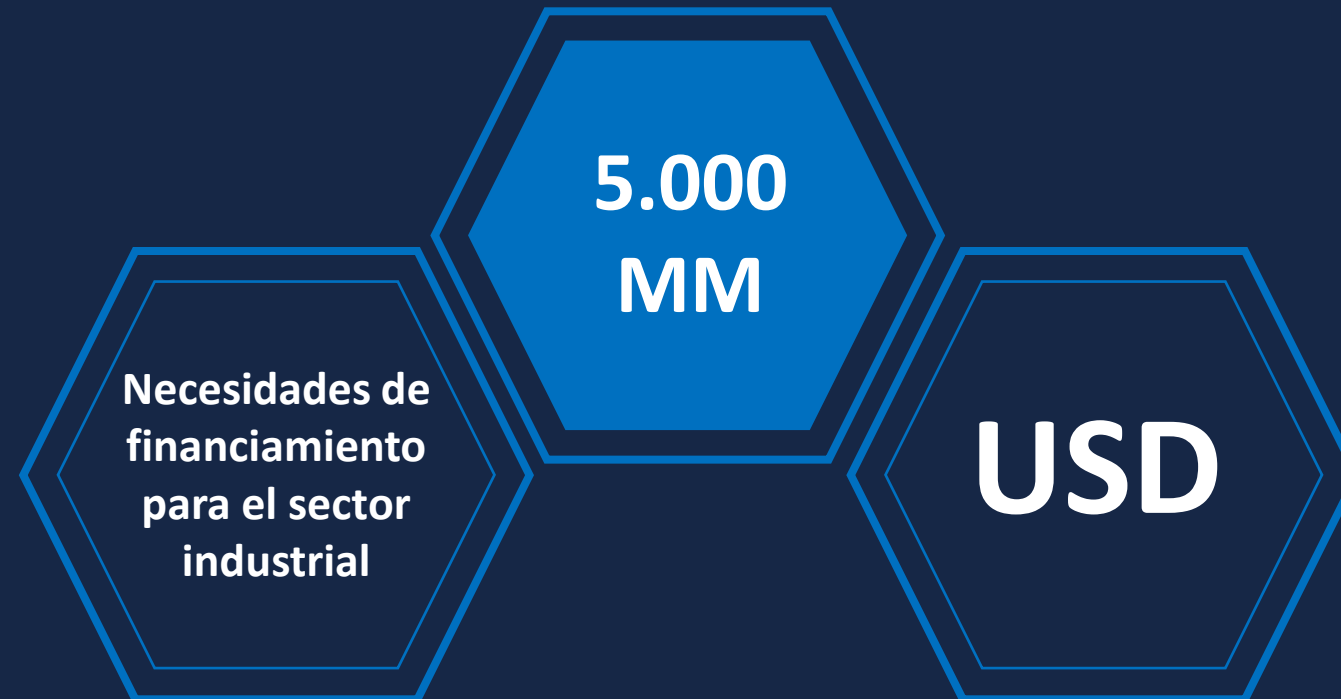 Necesidades de
financiamiento
para el sector
industrial
5.000
MM
USD